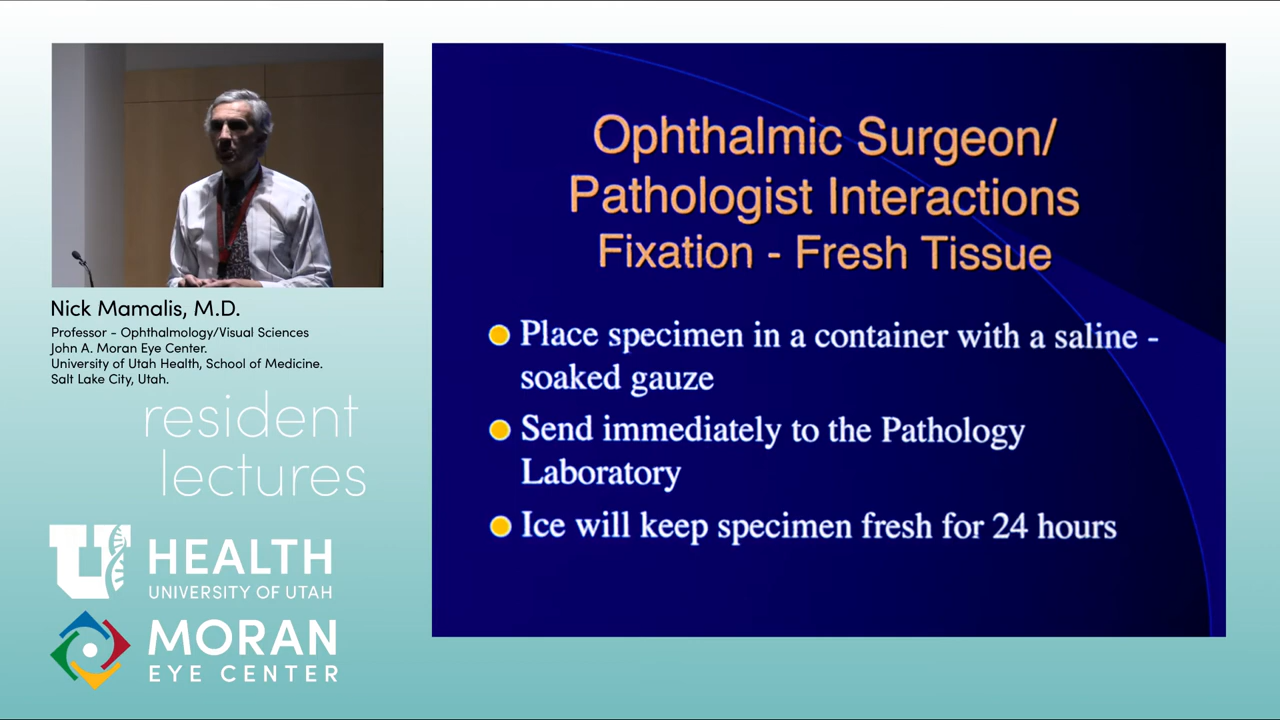 Nick Mamalis, M.D.
Professor - Ophthalmology/Visual Sciences
John A. Moran Eye Center.
University of Utah Health, School of Medicine.
Salt Lake City, Utah.
resident
lectures
U HEALTH
UNIVERSITY OF UTAH
MORAN
EYE CENTER
Ophthalmic Surgeon/
Pathologist Interactions
Fixation - Fresh Tissue
Place specimen in a container with a saline -
soaked gauze
Send immediately to the Pathology
Laboratory
Ice will keep specimen fresh for 24 hours